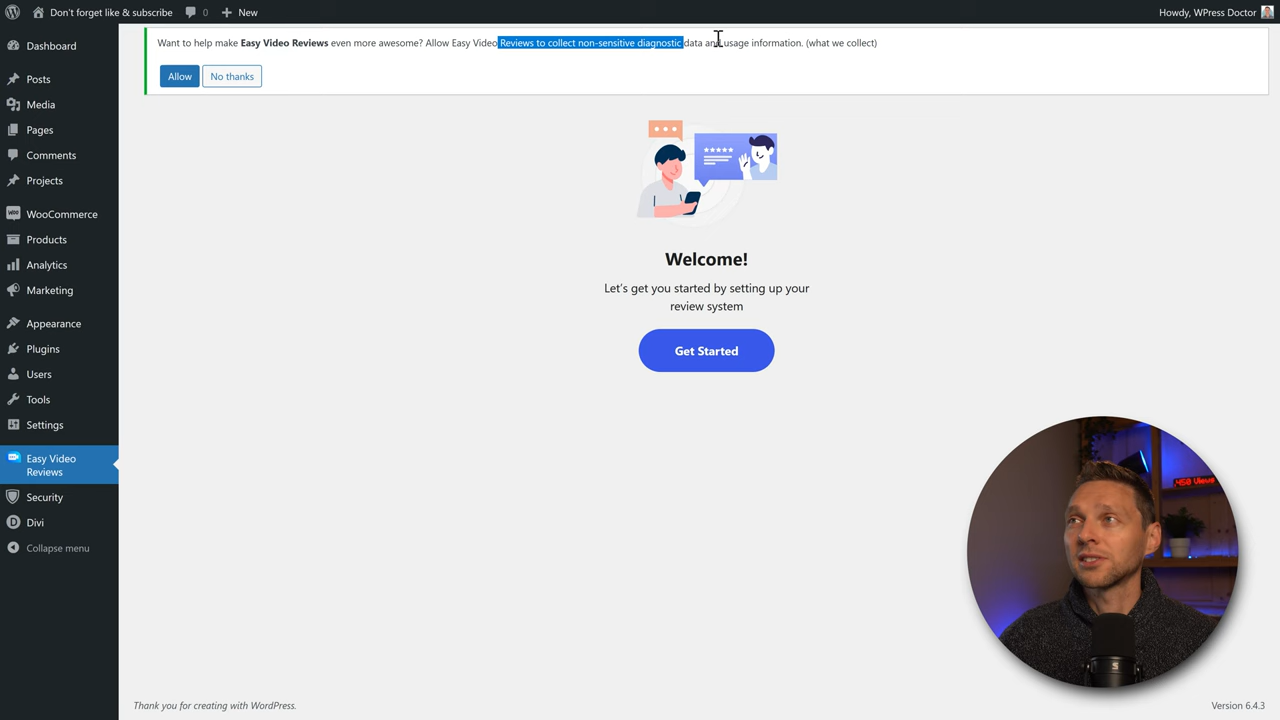 Don't forget like & subscribe 0 New Howdy, WPress Doctor
Want to help make Easy Video Reviews even more awesome? Allow Easy Video Reviews to collect non-sensitive diagnostic data and usage information. (what we collect)
Allow No thanks
Dashboard
Posts
Media
Pages
Comments
Projects
WooCommerce
Products
Analytics
Marketing
Appearance
Plugins
Users
Tools
Settings
Easy Video
Reviews
Security
Divi
Collapse menu
Welcome!
Let's get you started by setting up your
review system
Get Started
450 Views
Thank you for creating with WordPress. Version 6.4.3